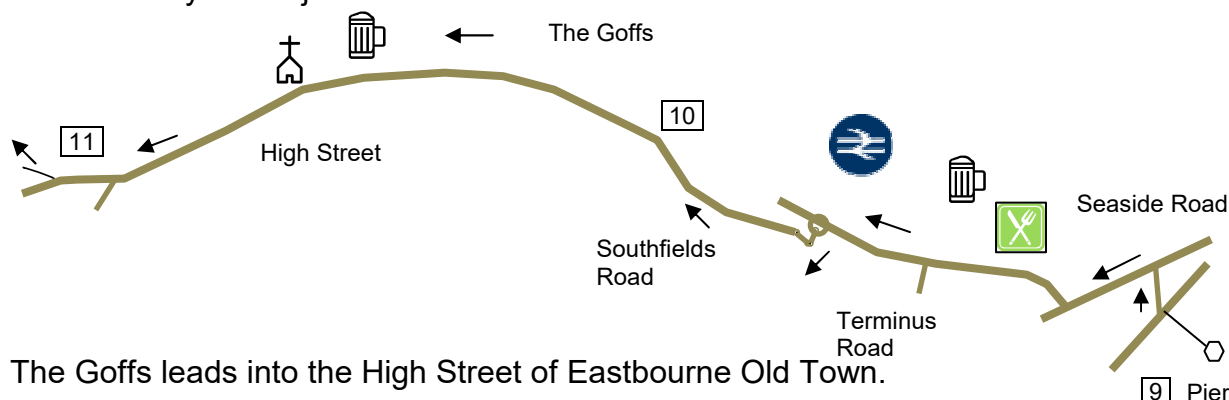 The Goffs
10
11
High Street
Seaside Road
Southfields
Road
Terminus
Road
The Goffs leads into the High Street of Eastbourne Old Town.
9 Pier